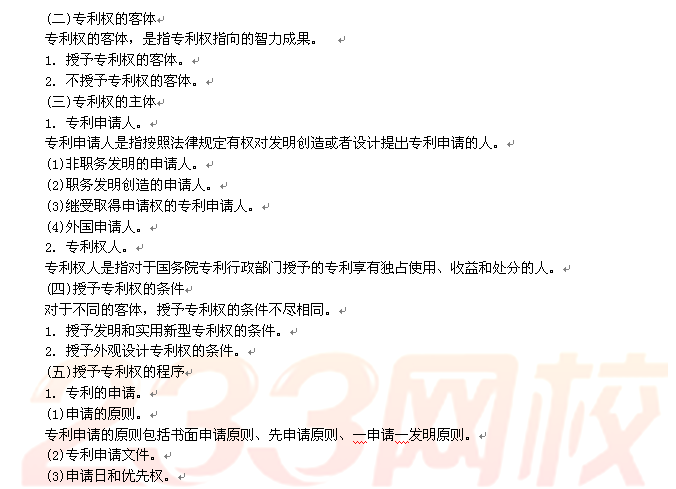 (二)专利权的客体
专利权的客体，是指专利权指向的智力成果。
1. 授予专利权的客体。
2. 不授予专利权的客体。
(三)专利权的主体
1. 专利申请人。
专利申请人是指按照法律规定有权对发明创造或者设计提出专利申请的人。
(1)非职务发明的申请人。
(2)职务发明创造的申请人。
(3)继受取得申请权的专利申请人。
(4)外国申请人。
2. 专利权人。
专利权人是指对于国务院专利行政部门授予的专利享有独占使用、收益和处分的人。
(四)授予专利权的条件
对于不同的客体，授予专利权的条件不尽相同。
1. 授予发明和实用新型专利权的条件。
2. 授予外观设计专利权的条件。
(五)授予专利权的程序
1. 专利的申请。
(1)申请的原则。
专利申请的原则包括书面申请原则、先申请原则、一申请一发明原则。
(2)专利申请文件。
(3)申请日和优先权。
233网校